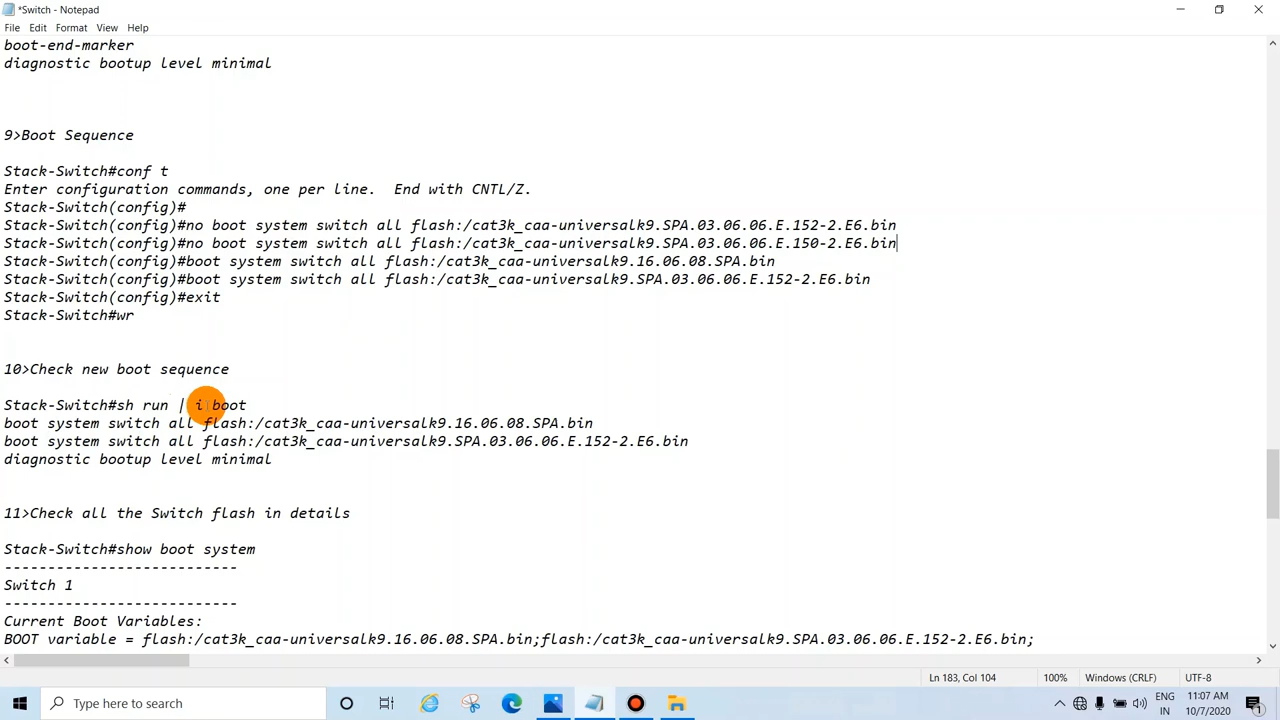 *Switch - Notepad
File Edit Format View Help
boot-end-marker
diagnostic bootup level minimal
9>Boot Sequence
Stack-Switch#conf t
Enter configuration commands, one per line.  End with CNTL/Z.
Stack-Switch(config)#
Stack-Switch(config)#no boot system switch all flash:/cat3k_caa-universalk9.SPA.03.06.06.E.152-2.E6.bin
Stack-Switch(config)#no boot system switch all flash:/cat3k_caa-universalk9.SPA.03.06.06.E.150-2.E6.bin
Stack-Switch(config)#boot system switch all flash:/cat3k_caa-universalk9.16.06.08.SPA.bin
Stack-Switch(config)#boot system switch all flash:/cat3k_caa-universalk9.SPA.03.06.06.E.152-2.E6.bin
Stack-Switch(config)#exit
Stack-Switch#wr
10>Check new boot sequence
Stack-Switch#sh run | i boot
boot system switch all flash:/cat3k_caa-universalk9.16.06.08.SPA.bin
boot system switch all flash:/cat3k_caa-universalk9.SPA.03.06.06.E.152-2.E6.bin
diagnostic bootup level minimal
11>Check all the Switch flash in details
Stack-Switch#show boot system
---------------------------
Switch 1
---------------------------
Current Boot Variables:
BOOT variable = flash:/cat3k_caa-universalk9.16.06.08.SPA.bin;flash:/cat3k_caa-universalk9.SPA.03.06.06.E.152-2.E6.bin;
Ln 183, Col 104 100% Windows (CRLF) UTF-8
Type here to search
ENG
IN
11:07 AM
10/7/2020
1